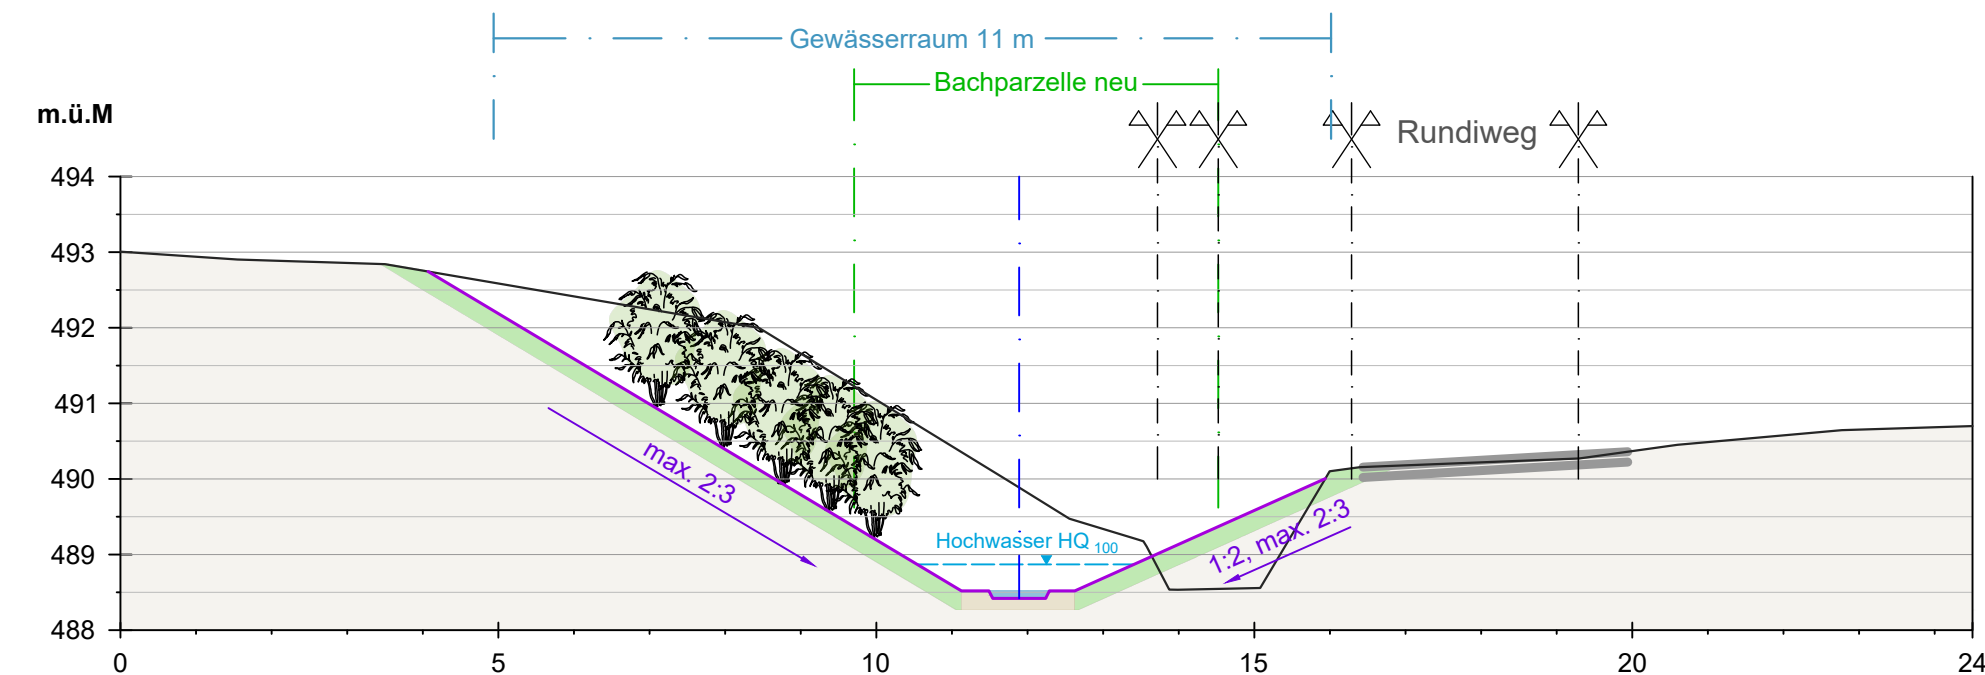 Gewässerraum 11 m
Bachparzelle neu
m.ü.M
Rundiweg
494
493
492
491
490
489
488
max. 2:3
Hochwasser HQ 100
1:2, max. 2:3
0 5 10 15 20 24